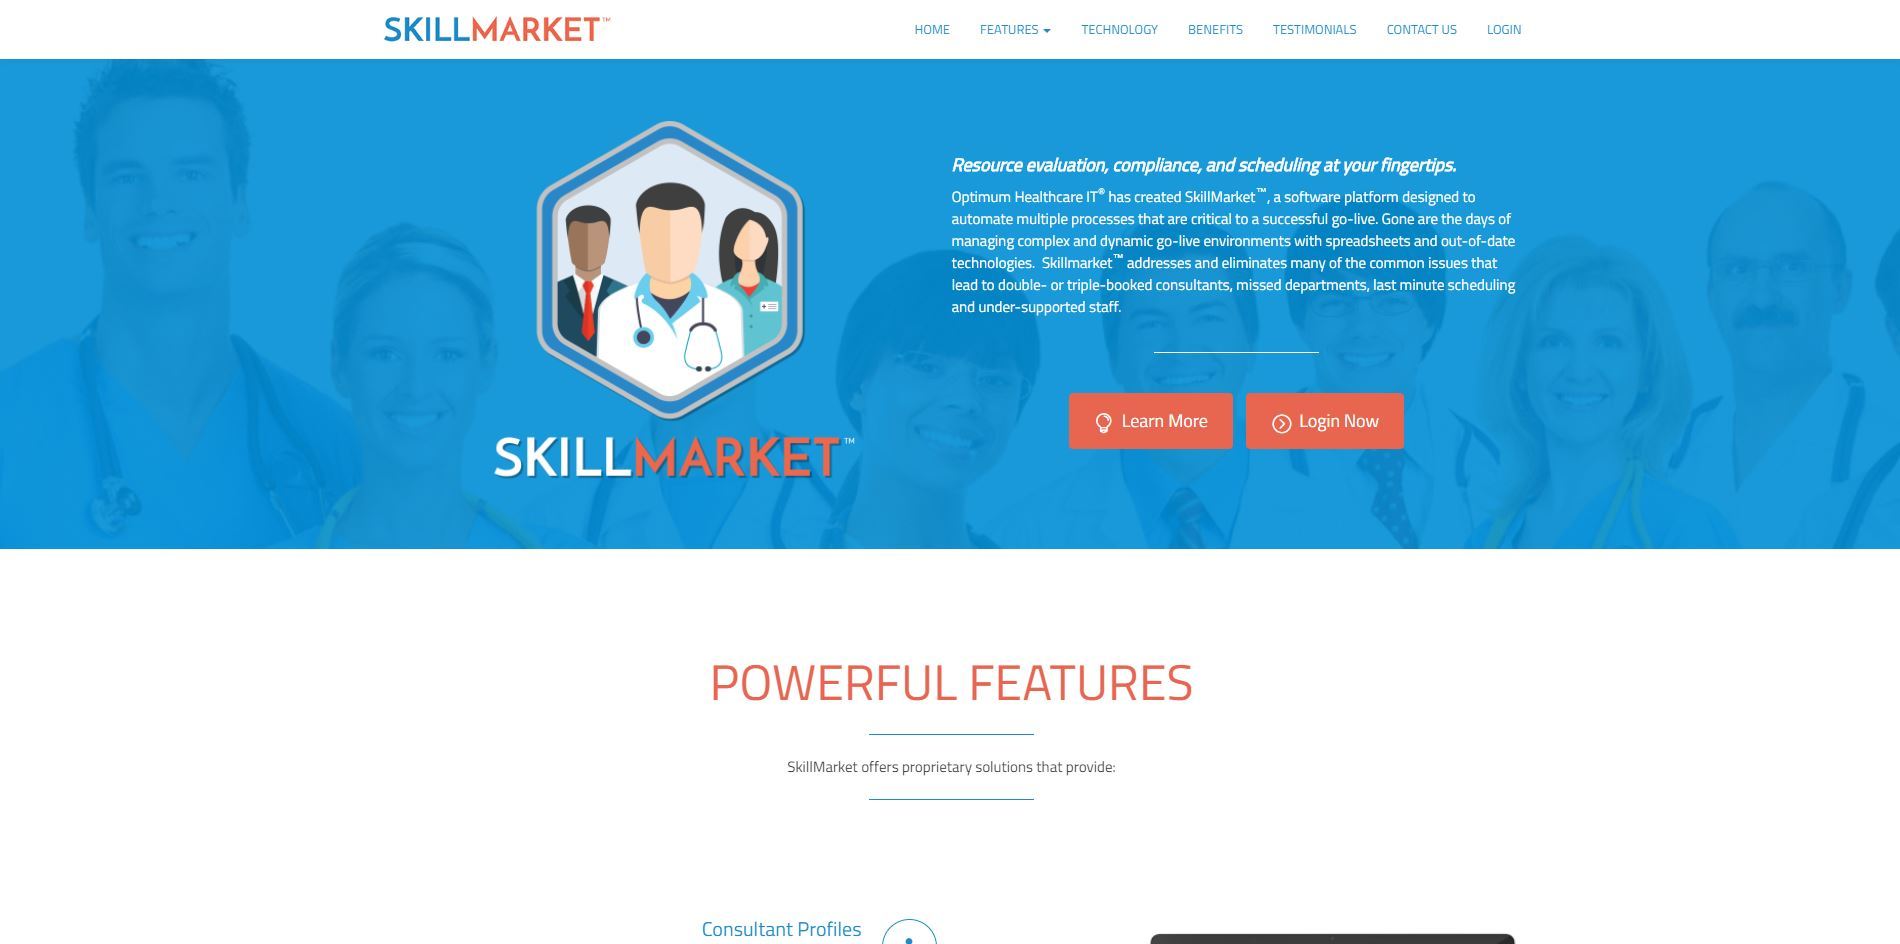 SKILLMARKET™
HOME
FEATURES
TECHNOLOGY
BENEFITS
TESTIMONIALS
CONTACT US
LOGIN
SKILLMARKET™
Resource evaluation, compliance, and scheduling at your fingertips.
Optimum Healthcare IT® has created SkillMarket™, a software platform designed to
automate multiple processes that are critical to a successful go-live. Gone are the days of
managing complex and dynamic go-live environments with spreadsheets and out-of-date
technologies. Skillmarket™ addresses and eliminates many of the common issues that
lead to double- or triple-booked consultants, missed departments, last minute scheduling
and under-supported staff.
Learn More
Login Now
POWERFUL FEATURES
SkillMarket offers proprietary solutions that provide:
Consultant Profiles